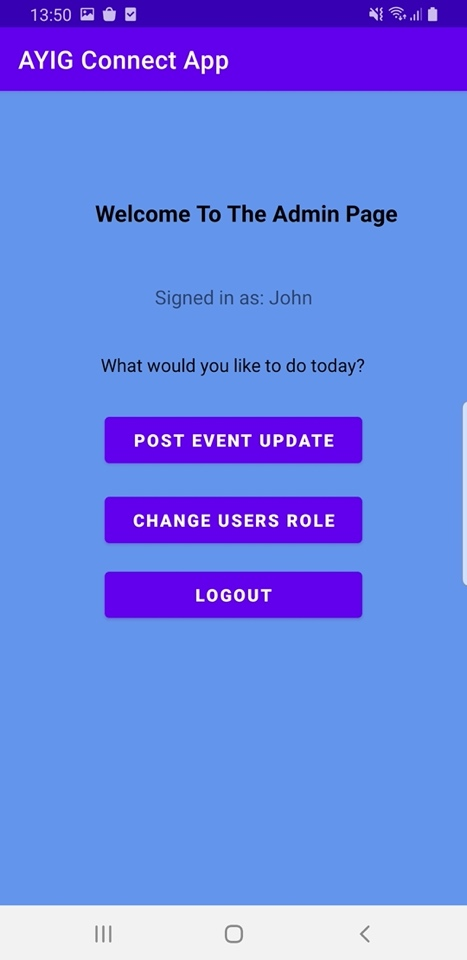 13:50
AYIG Connect App
Welcome To The Admin Page
Signed in as: John
What would you like to do today?
POST EVENT UPDATE
CHANGE USERS ROLE
LOGOUT